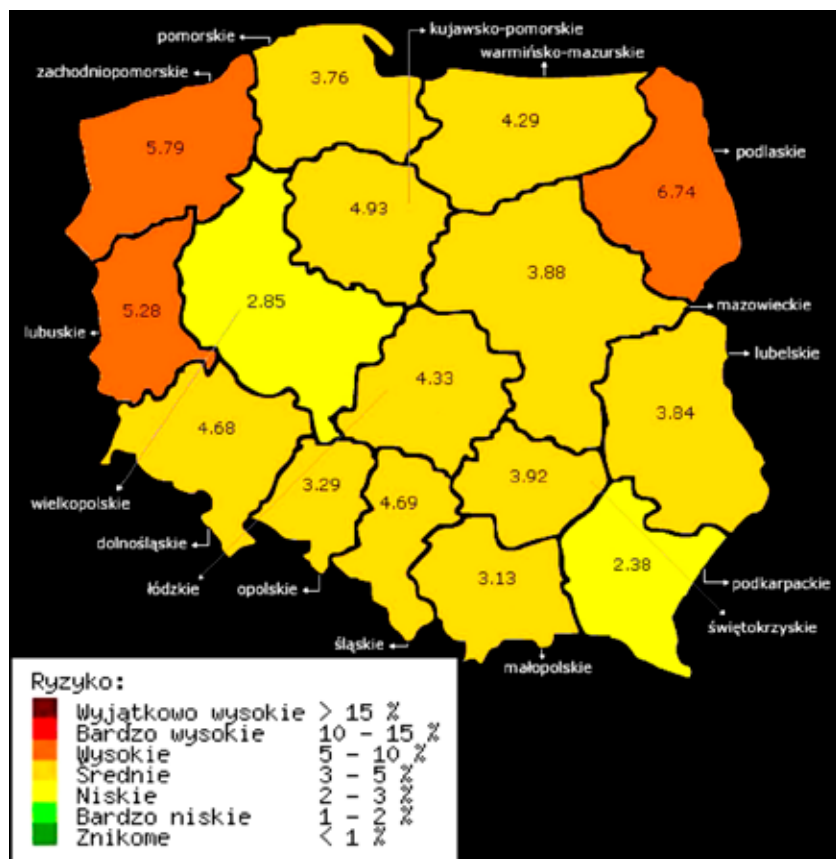 kujawsko-pomorskie
pomorskie
warmińsko-mazurskie
zachodniopomorskie
3.76
4.29
5.79
podlaskie
6.74
4.93
3.88
2.85
mazowieckie
5.28
lubuskie
lubelskie
4.33
3.84
4.68
3.92
3.29
4.69
wielkopolskie
dolnośląskie
2.38
3.13
podkarpackie
łódzkie
opolskie
świętokrzyskie
śląskie
małopolskie
Ryzyko:
Wyjątkowo wysokie > 15 %
Bardzo wysokie 10 - 15 %
Wysokie 5 - 10 %
Średnie 3 - 5 %
Niskie 2 - 3 %
Bardzo niskie 1 - 2 %
Znikome < 1 %